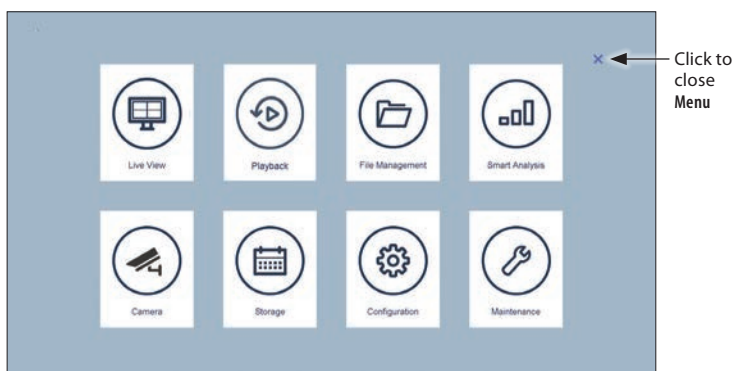 Click to
close
Menu
Live View
Playback
File Management
Smart Analysis
Camera
Storage
Configuration
Maintenance